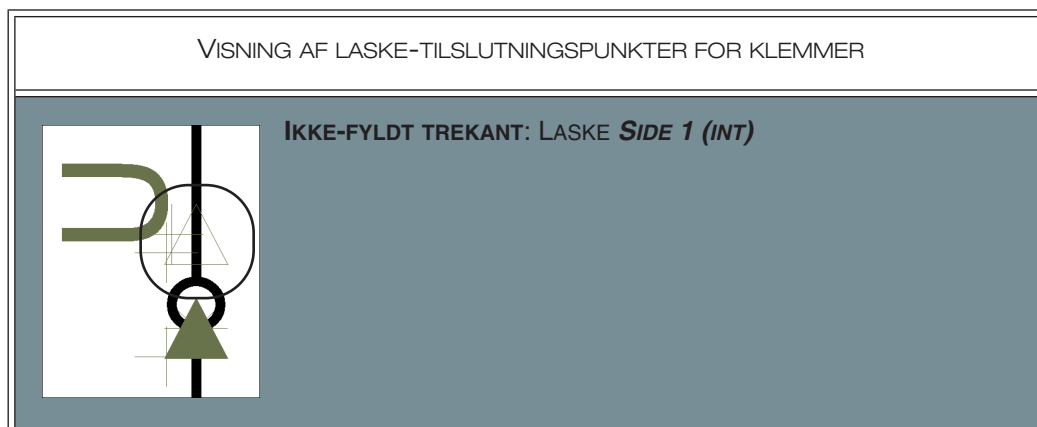 VISNING AF LASKE-TILSLUTNINGSPUNKTER FOR KLEMMER
IKKE-FYLDT TREKANT: LASKE SIDE 1 (INT)